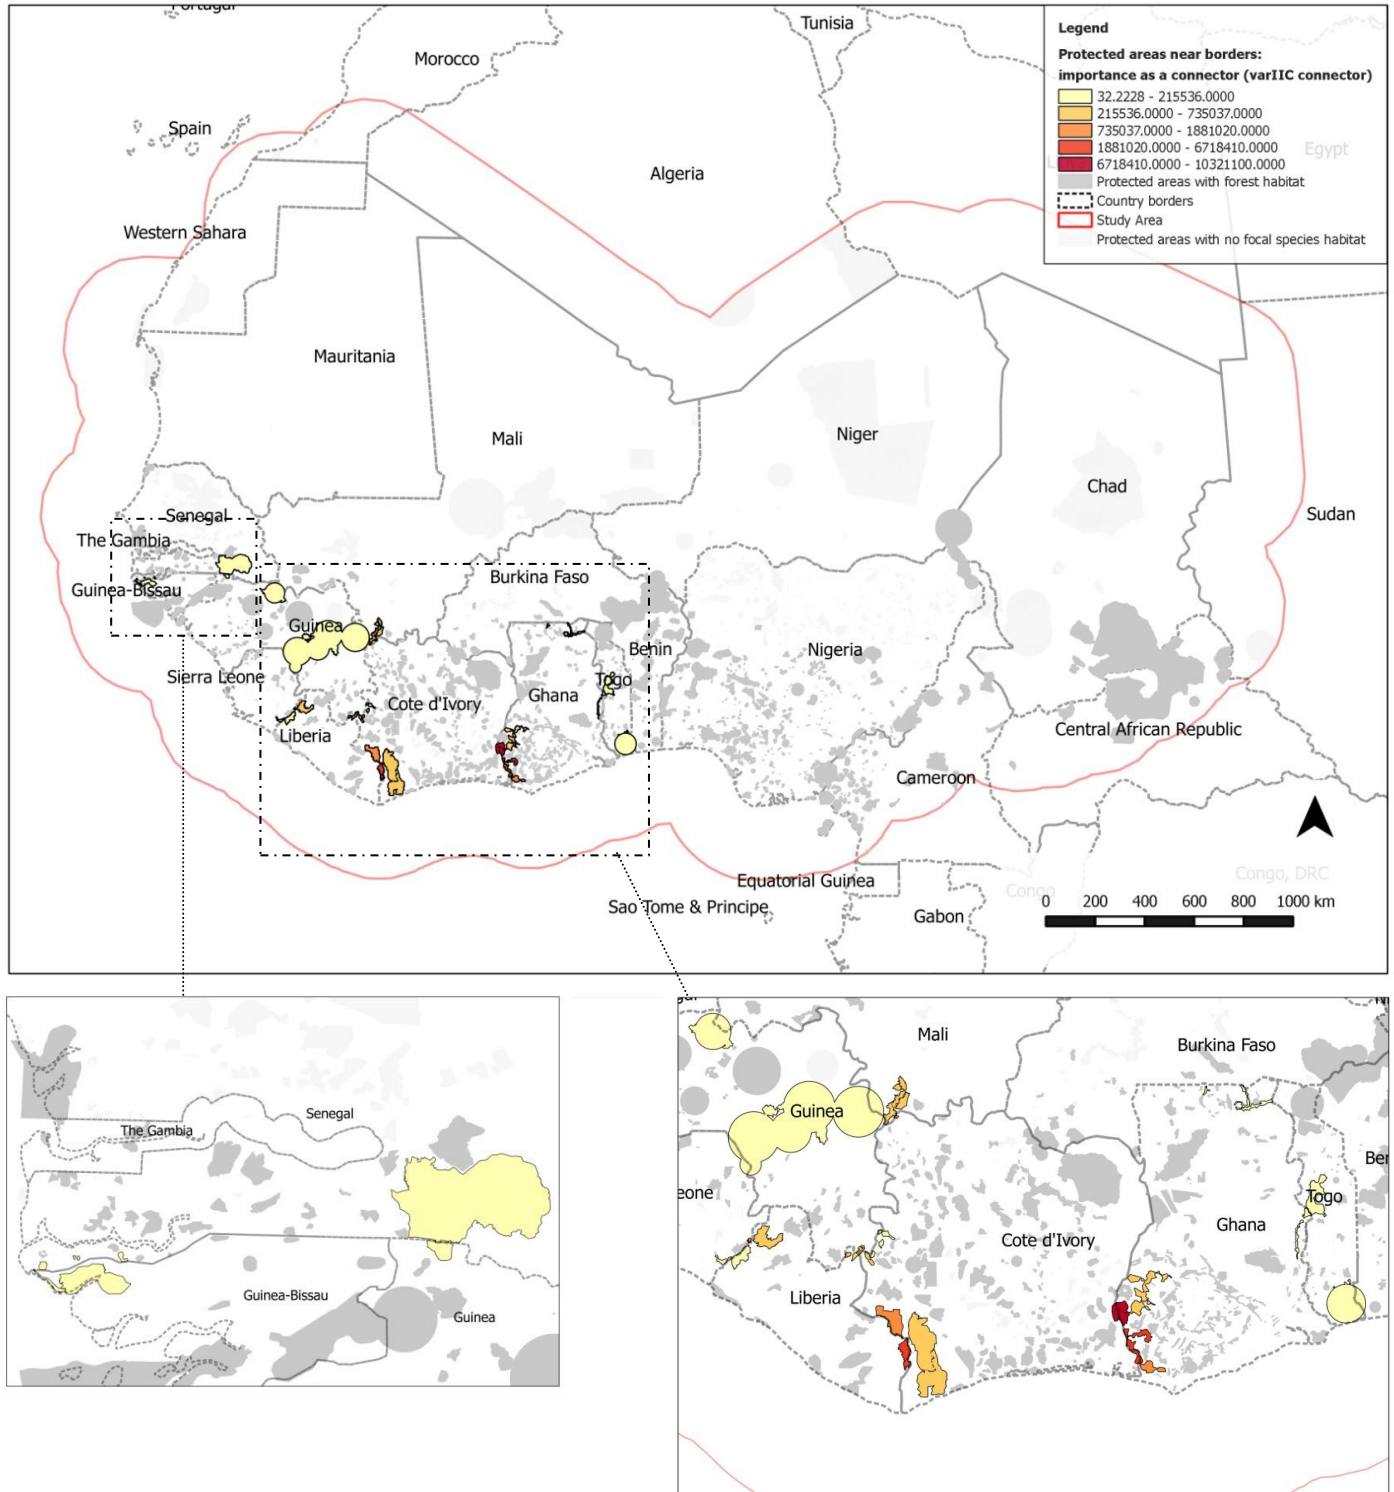 Portugal
Tunisia
Morocco
Legend
Protected areas near borders:
importance as a connector (varIIC connector)
32.2228 - 215536.0000
215536.0000 - 735037.0000
735037.0000 - 1881020.0000
1881020.0000 - 6718410.0000
6718410.0000 - 10321100.0000
Protected areas with forest habitat
Country borders
Study Area
Protected areas with no focal species habitat
Spain
Egypt
Algeria
Western Sahara
Mauritania
Mali
Niger
Chad
Senegal
Sudan
The Gambia
Burkina Faso
Guinea-Bissau
Guinea
Benin
Nigeria
Sierra Leone
Togo
Ghana
Cote d'Ivory
Central African Republic
Liberia
Cameroon
Equatorial Guinea
Congo, DRC
Congo
Sao Tome & Principe
Gabon
0 200 400 600 800 1000 km
Senegal
The Gambia
Guinea-Bissau
Guinea
Mali
Burkina Faso
Guinea
Ber
eone
Togo
Ghana
Cote d'Ivory
Liberia